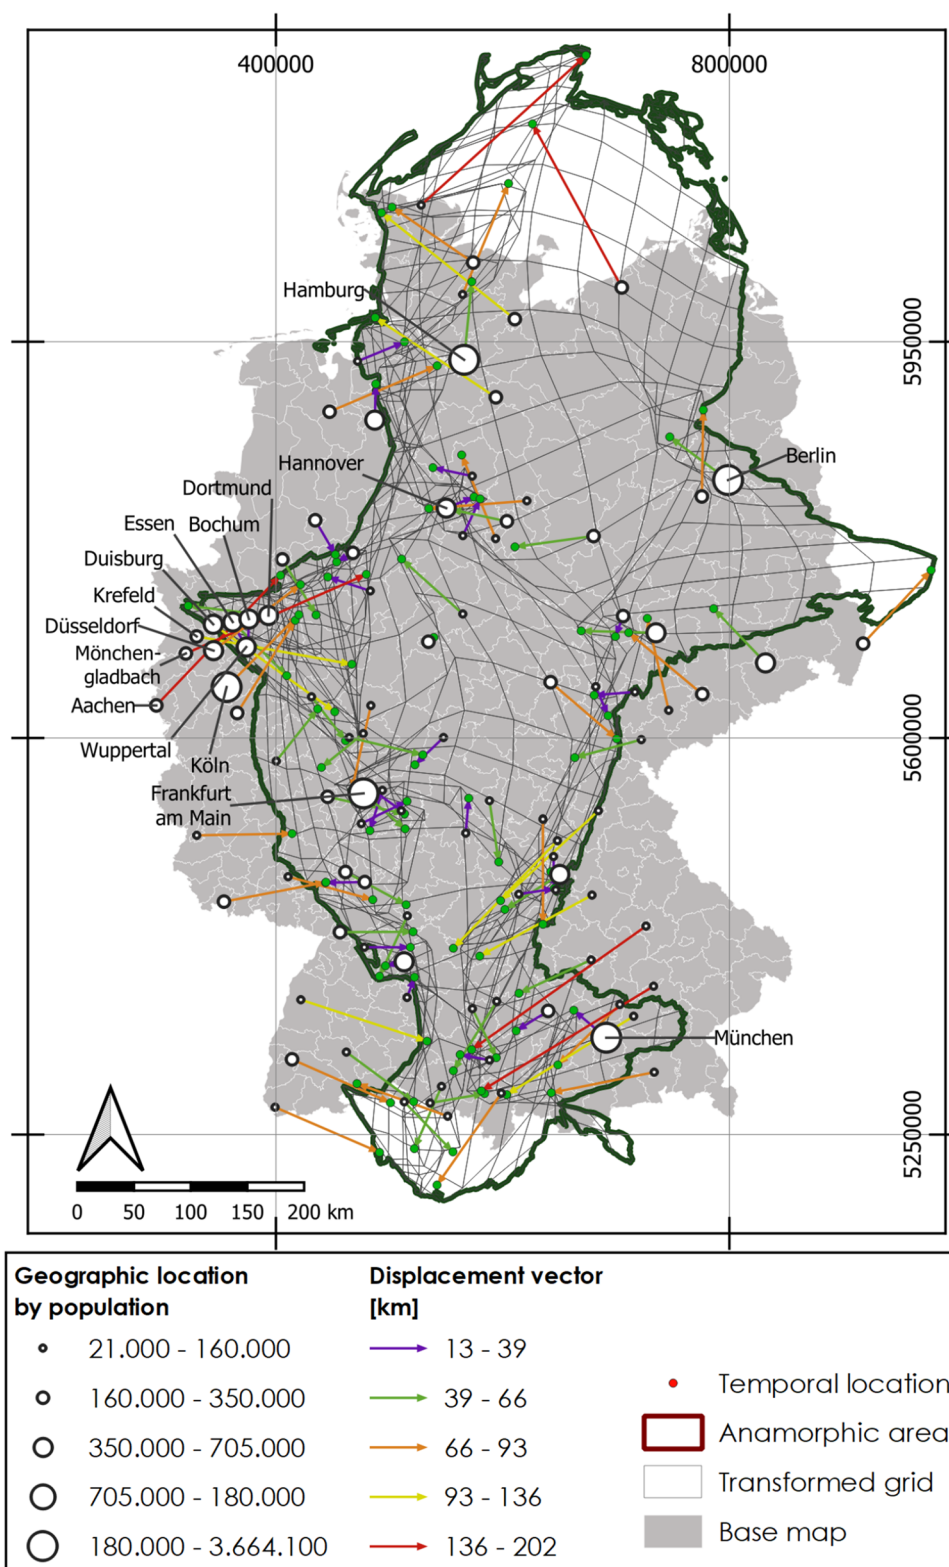 400000
800000
Hamburg
5950000
Hannover
Berlin
Dortmund
Essen
Bochum
Duisburg
Krefeld
Düsseldorf
Mönchen-
gladbach
Aachen
Wuppertal
Köln
5600000
Frankfurt
am Main
München
5250000
0 50 100 150 200 km
Geographic location
by population
21.000 - 160.000
160.000 - 350.000
350.000 - 705.000
705.000 - 180.000
180.000 - 3.664.100
Displacement vector
[km]
13 - 39
39 - 66
66 - 93
93 - 136
136 - 202
Temporal location
Anamorphic area
Transformed grid
Base map